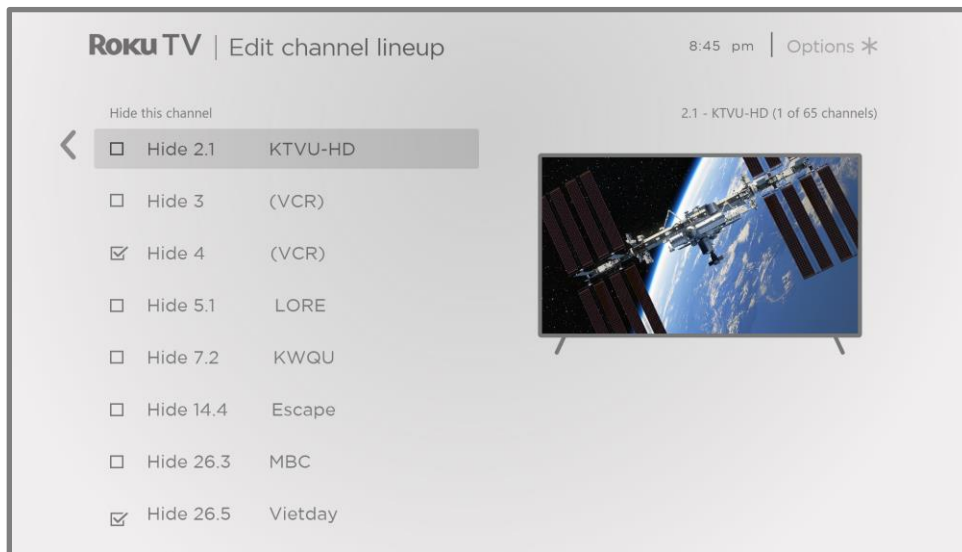 Roku TV | Edit channel lineup
8:45 pm | Options *
Hide this channel
2.1 - KTVU-HD (1 of 65 channels)
Hide 2.1 KTVU-HD
Hide 3 (VCR)
Hide 4 (VCR)
Hide 5.1 LORE
Hide 7.2 KWQU
Hide 14.4 Escape
Hide 26.3 MBC
Hide 26.5 Vietday